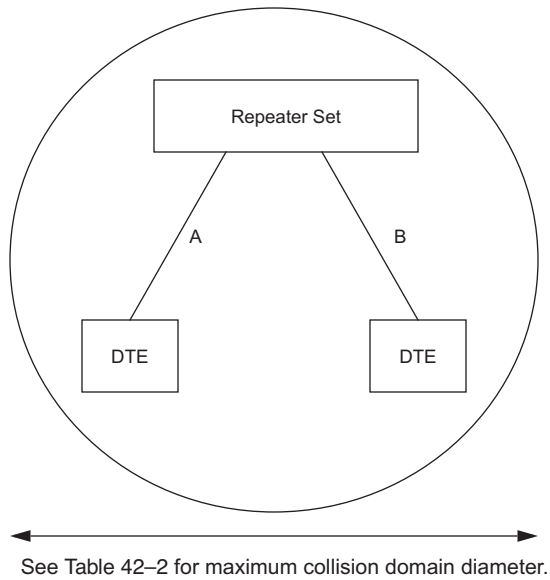 Repeater Set
A
B
DTE
DTE
See Table 42–2 for maximum collision domain diameter.